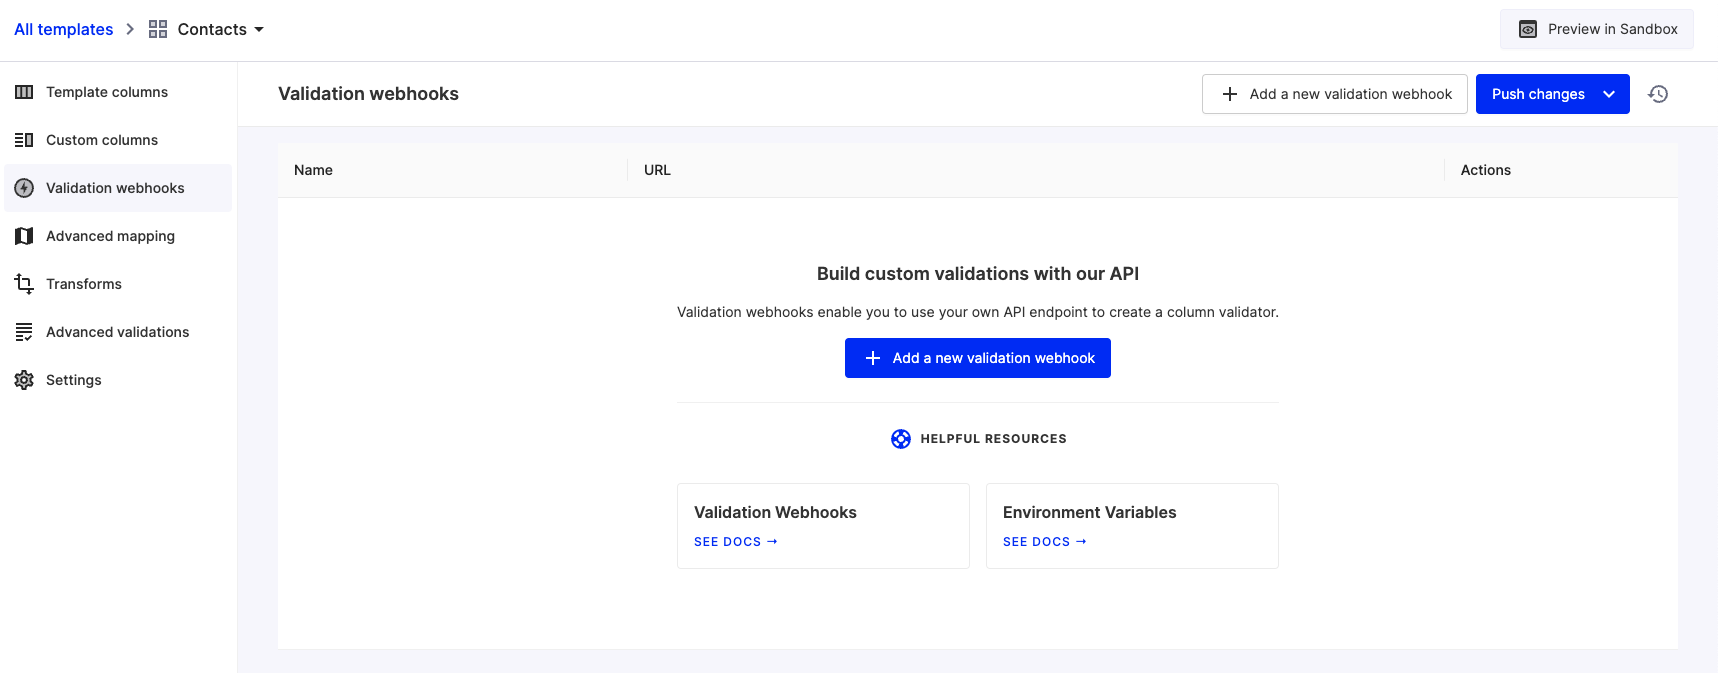 All templates
Contacts
Preview in Sandbox
Template columns
Custom columns
Validation webhooks
Advanced mapping
Transforms
Advanced validations
Settings
Validation webhooks
Add a new validation webhook
Push changes
Name URL Actions
Build custom validations with our API
Validation webhooks enable you to use your own API endpoint to create a column validator.
Add a new validation webhook
HELPFUL RESOURCES
Validation Webhooks
SEE DOCS →
Environment Variables
SEE DOCS →